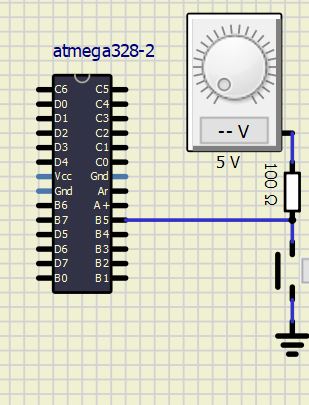 atmega328-2
C6 C5
D0 C4
D1 C3
D2 C2
D3 C1
D4 C0
Vcc Gnd
Gnd Ar
B6 A+
B7 B5
D5 B4
D6 B3
D7 B2
B0 B1
-- V
5 V
100 Ω